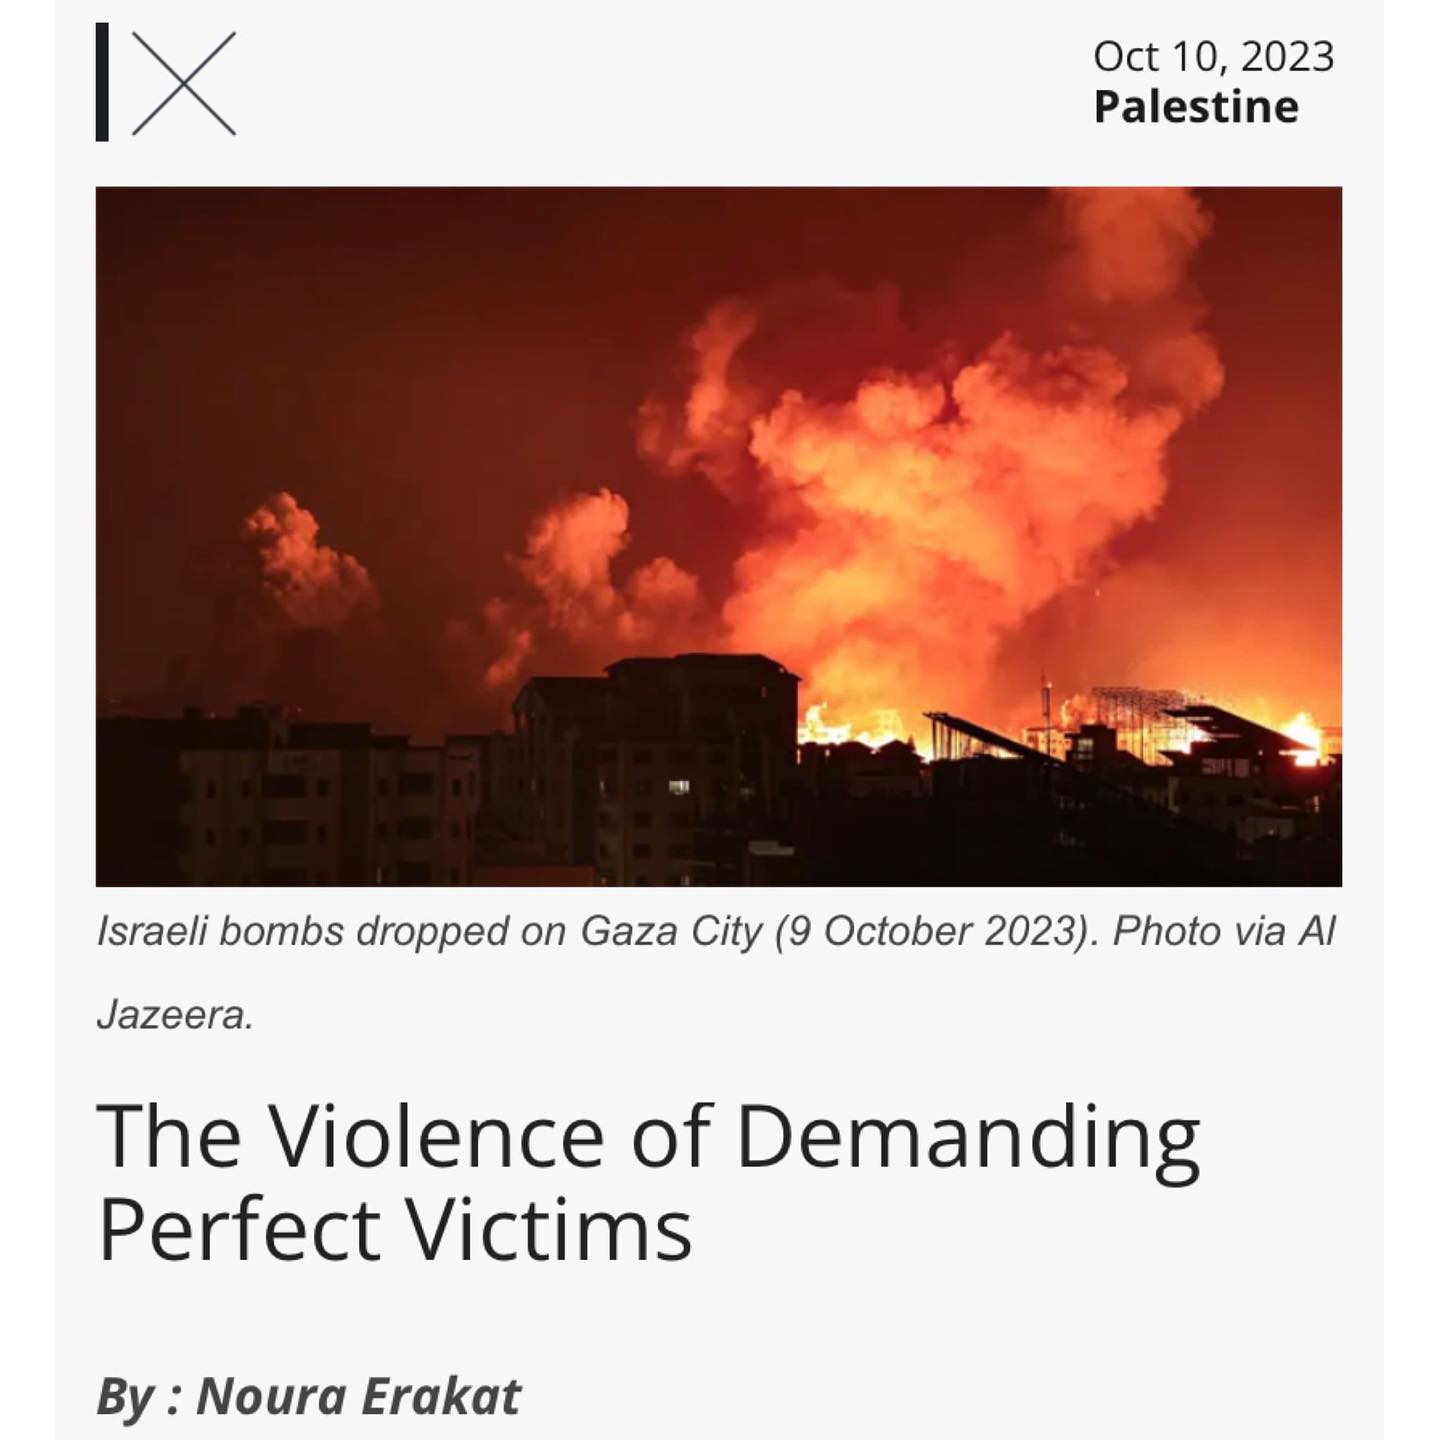 Oct 10, 2023
Palestine
Israeli bombs dropped on Gaza City (9 October 2023). Photo via Al
Jazeera.
The Violence of Demanding
Perfect Victims
By : Noura Erakat